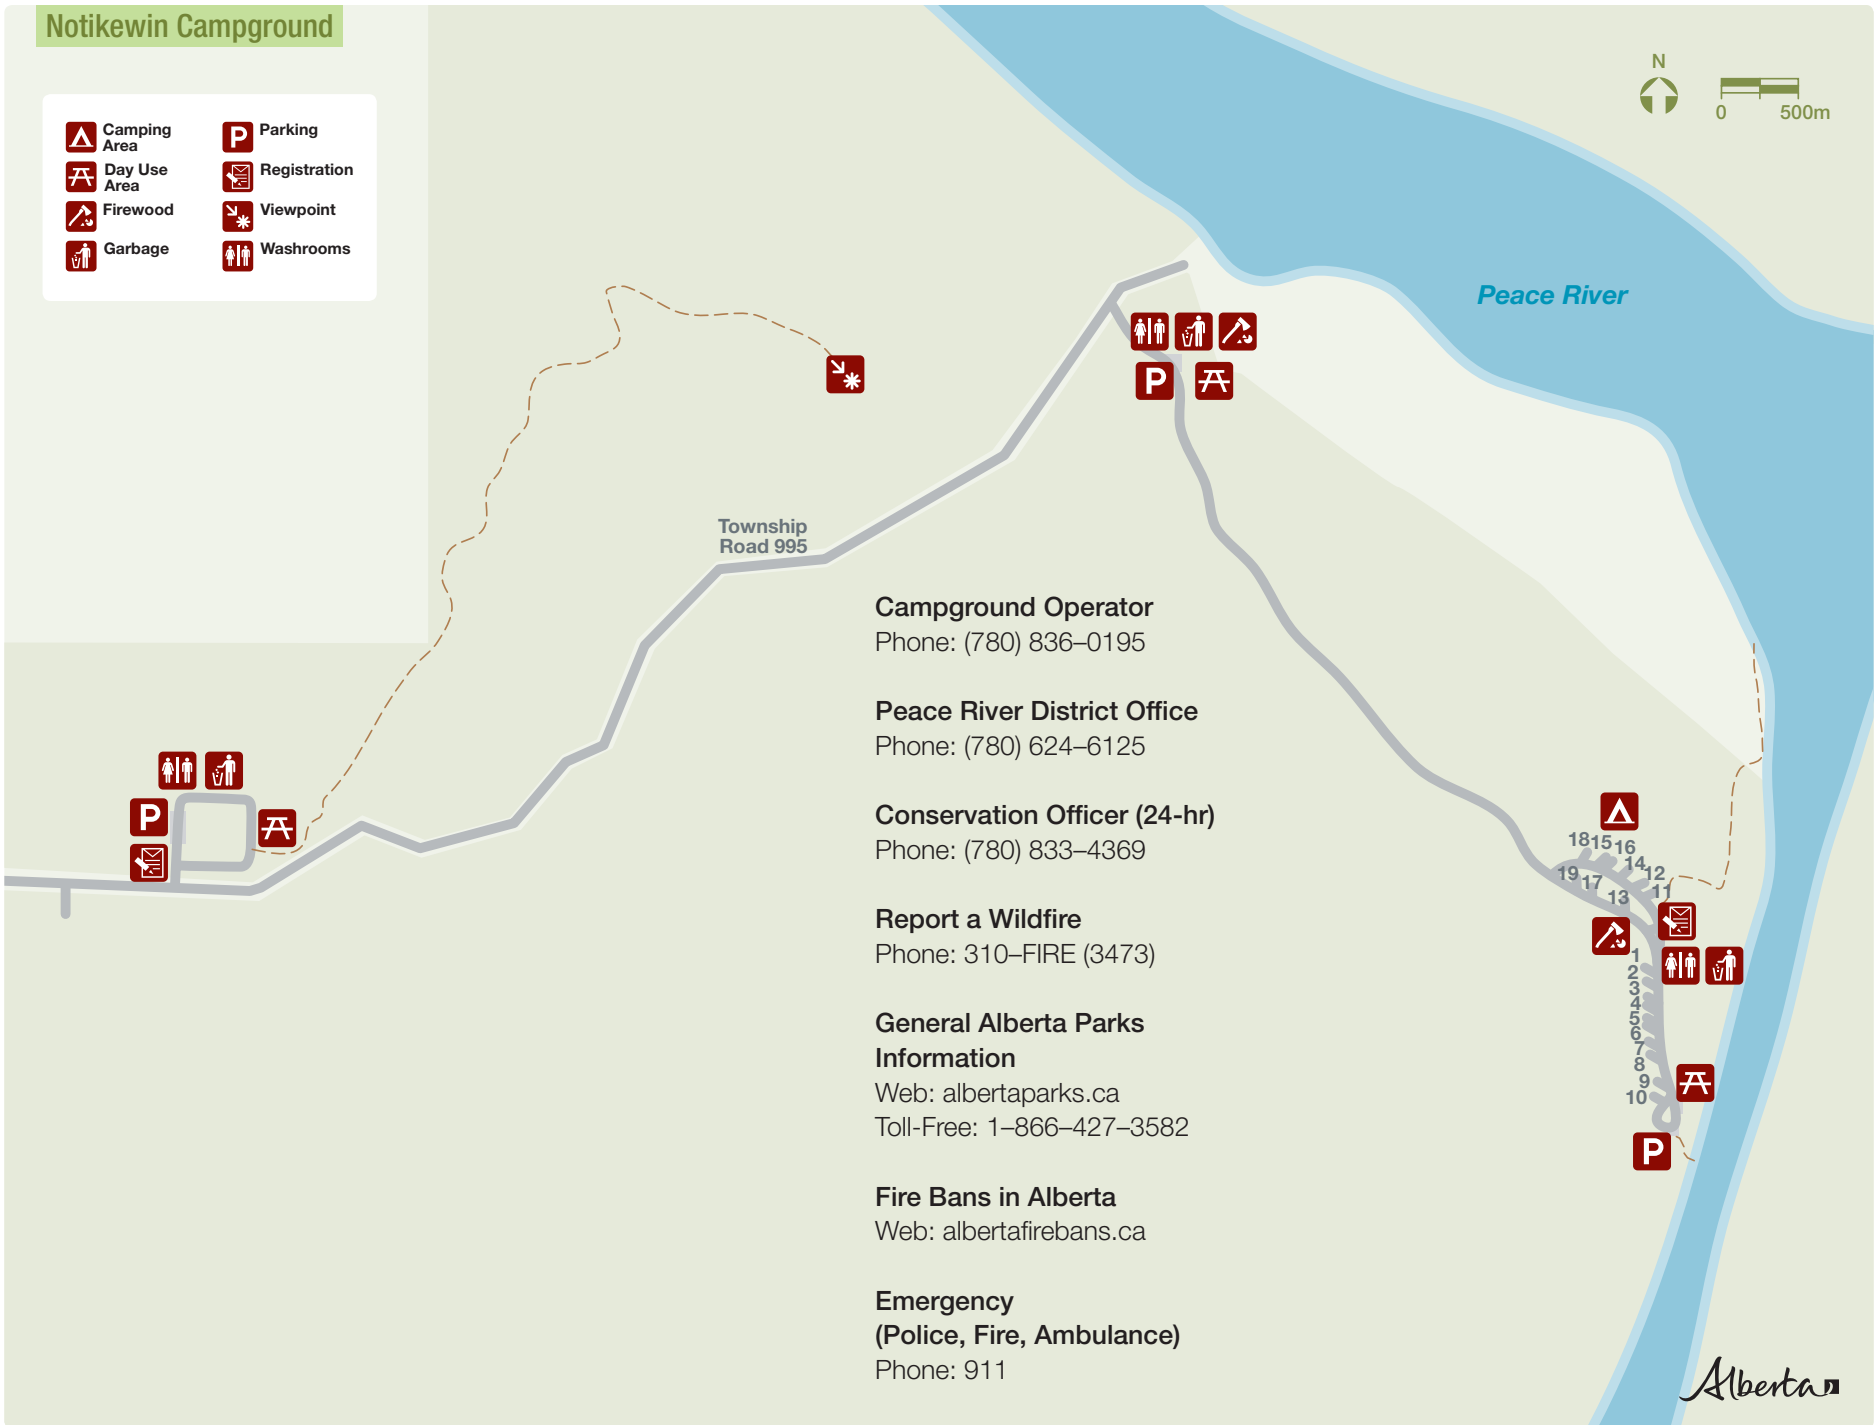 Notikewin Campground
Camping
Area
Day Use
Area
Firewood
Garbage
P
Parking
Registration
Viewpoint
Washrooms
N
0 500m
Peace River
P
Township
Road 995
Campground Operator
Phone: (780) 836–0195
Peace River District Office
Phone: (780) 624–6125
Conservation Officer (24-hr)
Phone: (780) 833–4369
Report a Wildfire
Phone: 310–FIRE (3473)
General Alberta Parks
Information
Web: albertaparks.ca
Toll-Free: 1–866–427–3582
Fire Bans in Alberta
Web: albertafirebans.ca
Emergency
(Police, Fire, Ambulance)
Phone: 911
P
18 15 16
14
12
11
19 17
13
1
2
3
4
5
6
7
8
9
10
P
Alberta